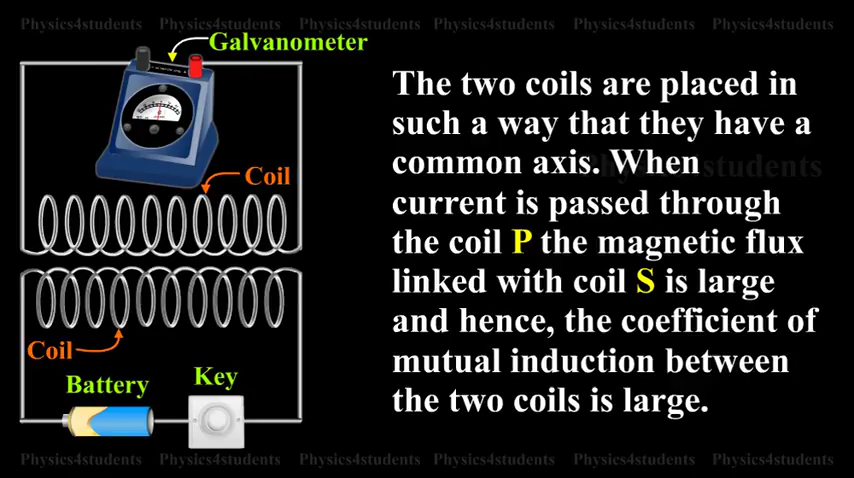 Physics4students Physics4students Physics4students Physics4students Physics4students Physics4students
Galvanometer
Coil
Coil
Battery
Key
The two coils are placed in
such a way that they have a
common axis. When
current is passed through
the coil P the magnetic flux
linked with coil S is large
and hence, the coefficient of
mutual induction between
the two coils is large.
Physics4students
Physics4students Physics4students Physics4students Physics4students Physics4students Physics4students